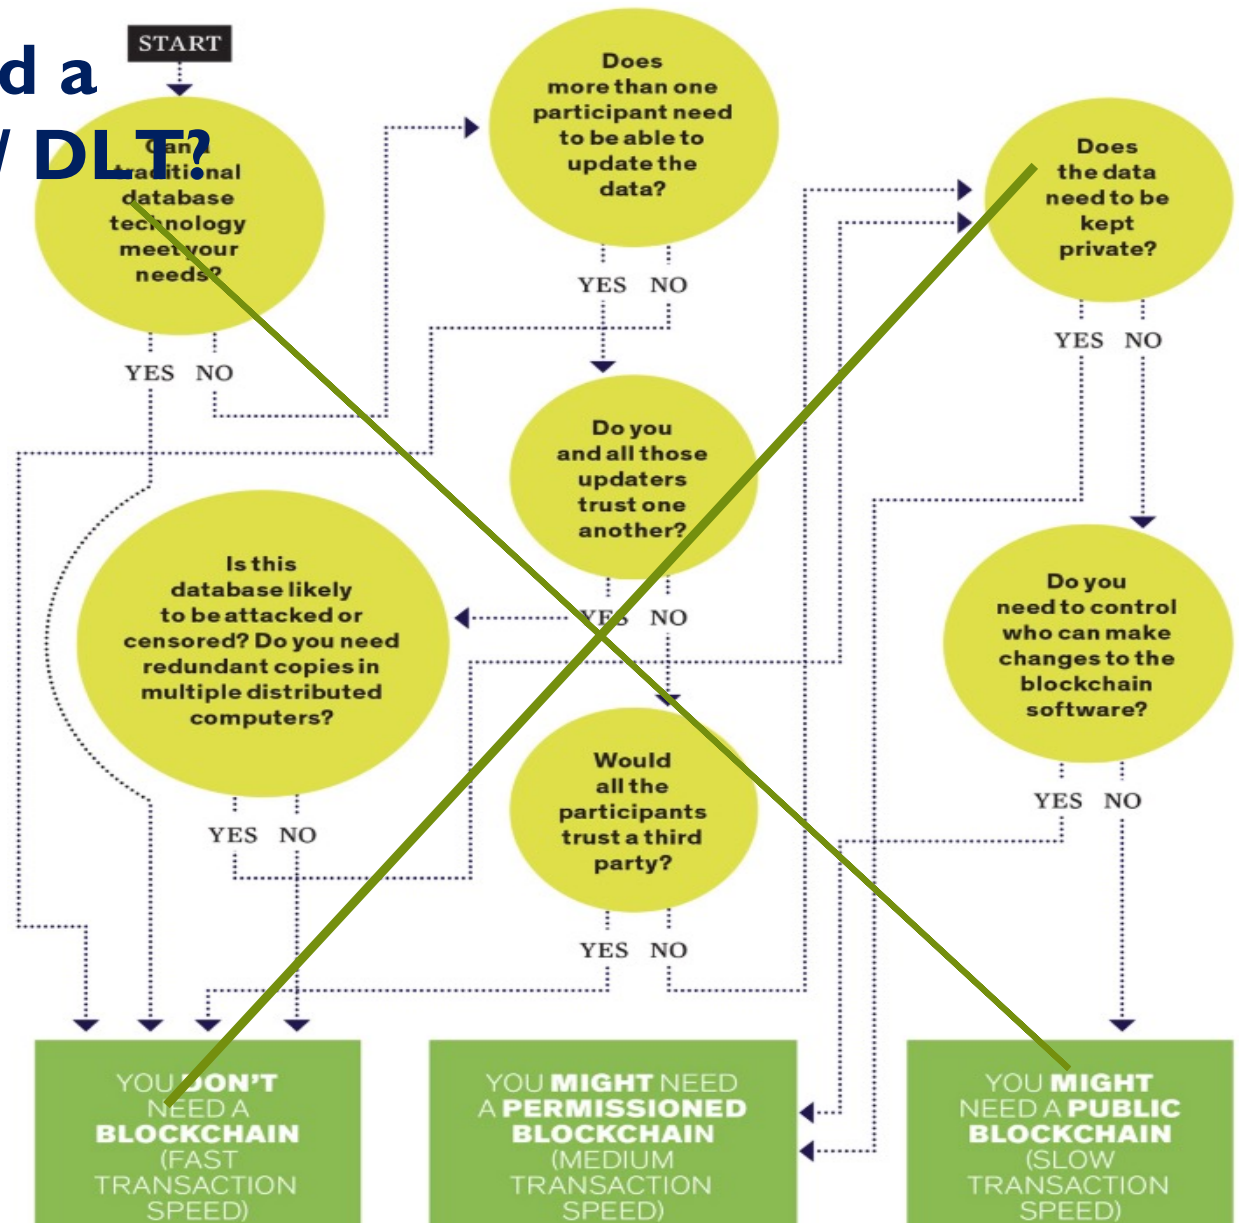 d a
/ DLT?
START
Can a
traditional
database
technology
meet your
needs?
YES NO
Does
more than one
participant need
to be able to
update the
data?
YES NO
Do you
and all those
updaters
trust one
another?
YES NO
Is this
database likely
to be attacked or
censored? Do you need
redundant copies in
multiple distributed
computers?
YES NO
Would
all the
participants
trust a third
party?
YES NO
Does
the data
need to be
kept
private?
YES NO
Do you
need to control
who can make
changes to the
blockchain
software?
YES NO
YOU DON'T
NEED A
BLOCKCHAIN
(FAST
TRANSACTION
SPEED)
YOU MIGHT NEED
A PERMISSIONED
BLOCKCHAIN
(MEDIUM
TRANSACTION
SPEED)
YOU MIGHT
NEED A PUBLIC
BLOCKCHAIN
(SLOW
TRANSACTION
SPEED)